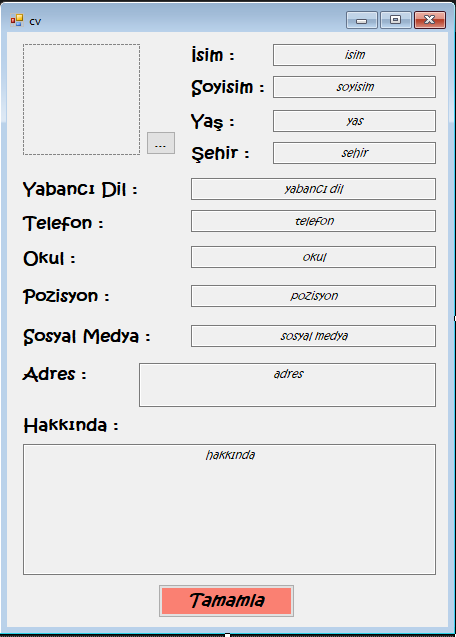 cv
İsim : isim
Soyisim : soyisim
Yaş : yas
...
Şehir : sehir
Yabancı Dil : yabancı dil
Telefon : telefon
Okul : okul
Pozisyon : pozisyon
Sosyal Medya : sosyal medya
Adres : adres
Hakkında :
hakkında
Tamamla